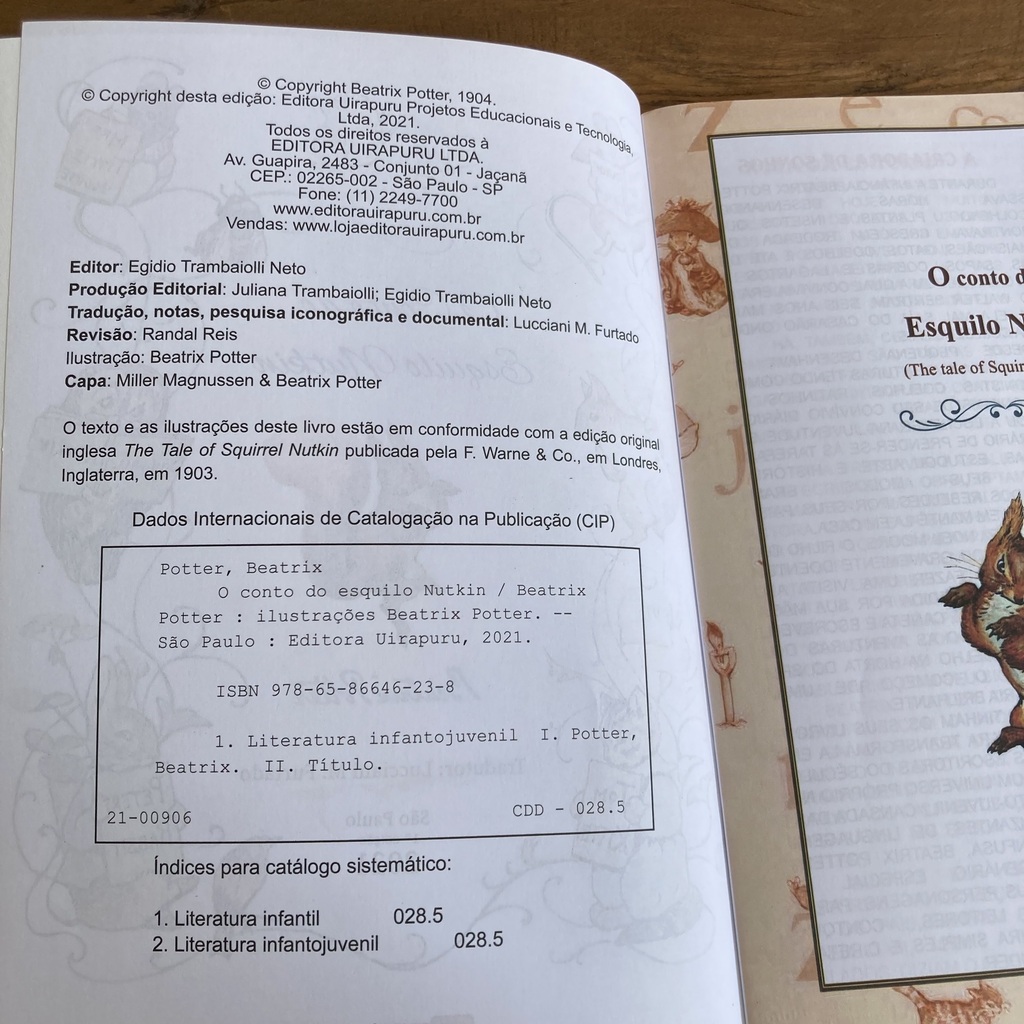 © Copyright Beatrix Potter, 1904.
© Copyright desta edição: Editora Uirapuru Projetos Educacionais e Tecnologia,
Ltda, 2021.
Todos os direitos reservados à
EDITORA UIRAPURU LTDA.
Av. Guapira, 2483 - Conjunto 01 - Jaçanã
CEP.: 02265-002 - São Paulo - SP
Fone: (11) 2249-7700
www.editorauirapuru.com.br
Vendas: www.lojaeditorauirapuru.com.br
Editor: Egidio Trambaiolli Neto
Produção Editorial: Juliana Trambaiolli; Egidio Trambaiolli Neto
Tradução, notas, pesquisa iconográfica e documental: Lucciani M. Furtado
Revisão: Randal Reis
Ilustração: Beatrix Potter
Capa: Miller Magnussen & Beatrix Potter
O texto e as ilustrações deste livro estão em conformidade com a edição original
inglesa The Tale of Squirrel Nutkin publicada pela F. Warne & Co., em Londres,
Inglaterra, em 1903.
Dados Internacionais de Catalogação na Publicação (CIP)
Potter, Beatrix
O conto do esquilo Nutkin / Beatrix
Potter : ilustrações Beatrix Potter. --
São Paulo : Editora Uirapuru, 2021.
ISBN 978-65-86646-23-8
1. Literatura infantojuvenil I. Potter,
Beatrix. II. Título.
21-00906 CDD - 028.5
Índices para catálogo sistemático:
1. Literatura infantil 028.5
2. Literatura infantojuvenil 028.5
O conto d
Esquilo N
(The tale of Squir